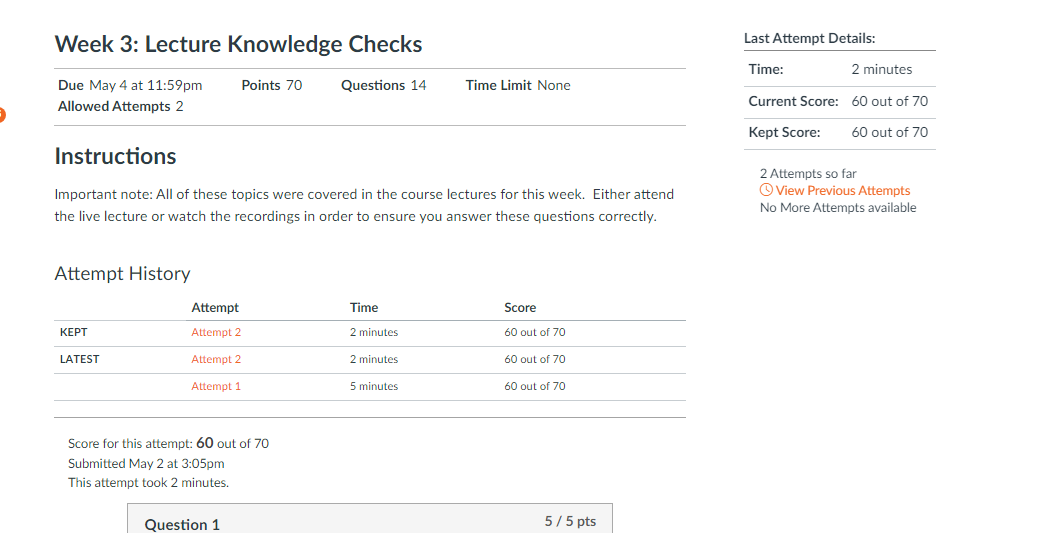 Week 3: Lecture Knowledge Checks
Due May 4 at 11:59pm Points 70 Questions 14 Time Limit None
Allowed Attempts 2
Instructions
Important note: All of these topics were covered in the course lectures for this week. Either attend
the live lecture or watch the recordings in order to ensure you answer these questions correctly.
Attempt History
Attempt Time Score
KEPT Attempt 2 2 minutes 60 out of 70
LATEST Attempt 2 2 minutes 60 out of 70
Attempt 1 5 minutes 60 out of 70
Score for this attempt: 60 out of 70
Submitted May 2 at 3:05pm
This attempt took 2 minutes.
Question 1 5 / 5 pts
Last Attempt Details:
Time: 2 minutes
Current Score: 60 out of 70
Kept Score: 60 out of 70
2 Attempts so far
View Previous Attempts
No More Attempts available